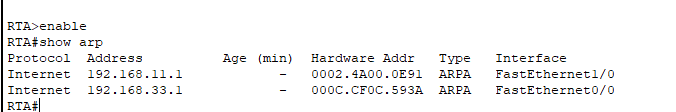 RTA>enable
RTA#show arp
Protocol  Address          Age (min)  Hardware Addr   Type   Interface
Internet  192.168.11.1            -   0002.4A00.0E91  ARPA   FastEthernet1/0
Internet  192.168.33.1            -   000C.CF0C.593A  ARPA   FastEthernet0/0
RTA#